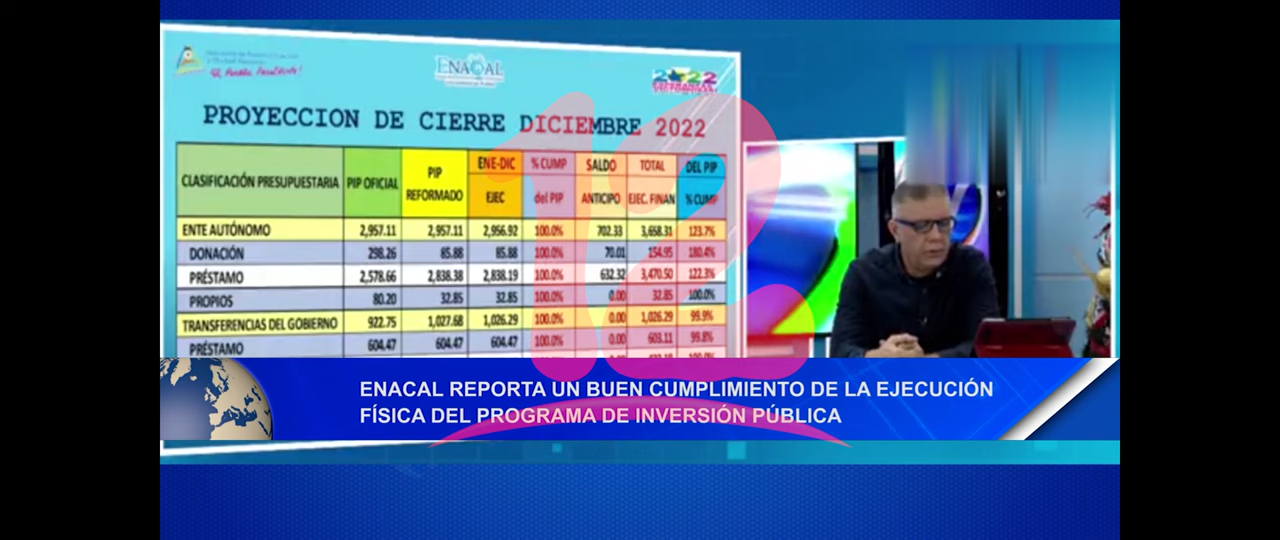 ENACAL
2022
PROYECCION DE CIERRE DICIEMBRE 2022
CLASIFICACIÓN PRESUPUESTARIA PIP OFICIAL PIP REFORMADO ENE-DIC EJEC % CUMP del PIP SALDO ANTICIPO TOTAL EJEC. FINAN DEL PIP % CUMP
ENTE AUTÓNOMO 2,957.11 2,957.11 2,956.92 100.0% 702.33 3,658.31 123.7%
DONACIÓN 298.26 85.88 85.88 100.0% 70.01 154.95 180.4%
PRÉSTAMO 2,578.66 2,838.38 2,838.19 100.0% 632.32 3,470.50 122.3%
PROPIOS 80.20 32.85 32.85 100.0% 0.00 32.85 100.0%
TRANSFERENCIAS DEL GOBIERNO 922.75 1,027.68 1,026.29 100.0% 0.00 1,026.29 99.9%
PRÉSTAMO 604.47 604.47 604.47 100.0% 0.00 603.11 99.8%
12
ENACAL REPORTA UN BUEN CUMPLIMIENTO DE LA EJECUCIÓN
FÍSICA DEL PROGRAMA DE INVERSIÓN PÚBLICA